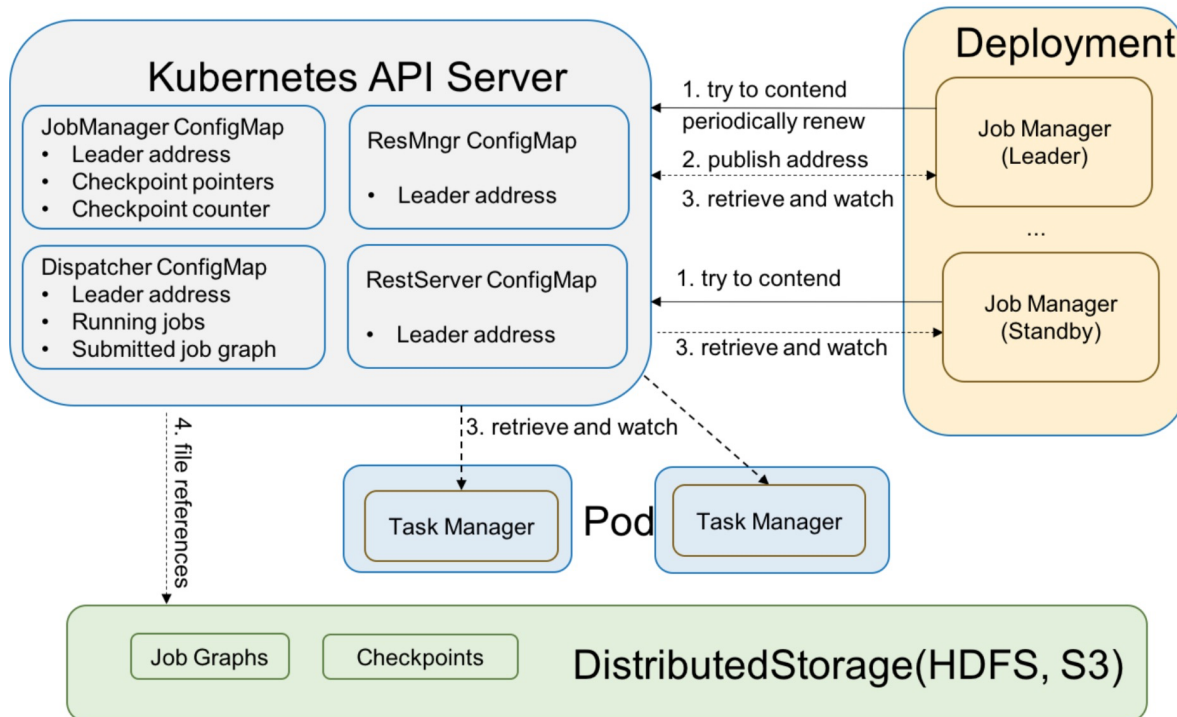 Kubernetes API Server
JobManager ConfigMap
• Leader address
• Checkpoint pointers
• Checkpoint counter
ResMngr ConfigMap
• Leader address
Dispatcher ConfigMap
• Leader address
• Running jobs
• Submitted job graph
RestServer ConfigMap
• Leader address
1. try to contend
periodically renew
2. publish address
3. retrieve and watch
1. try to contend
3. retrieve and watch
Deployment
Job Manager
(Leader)
...
Job Manager
(Standby)
4. file references
3. retrieve and watch
Task Manager
Pod
Task Manager
Job Graphs
Checkpoints
DistributedStorage(HDFS, S3)